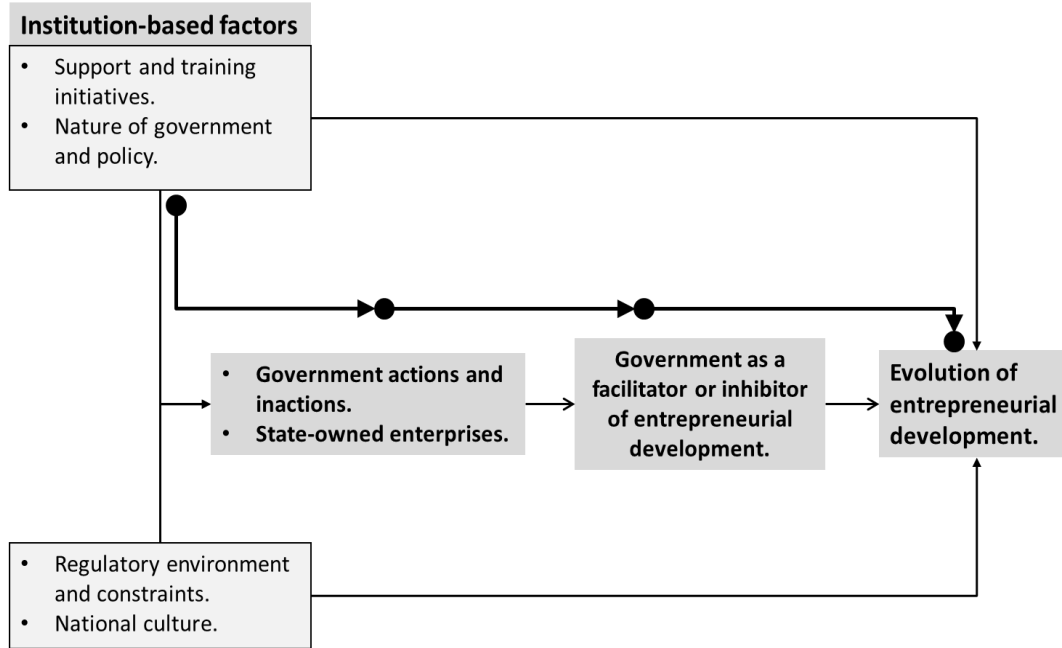 Institution-based factors
• Support and training
initiatives.
• Nature of government
and policy.
• Government actions and
inactions.
• State-owned enterprises.
Government as a
facilitator or inhibitor
of entrepreneurial
development.
Evolution of
entrepreneurial
development.
• Regulatory environment
and constraints.
• National culture.